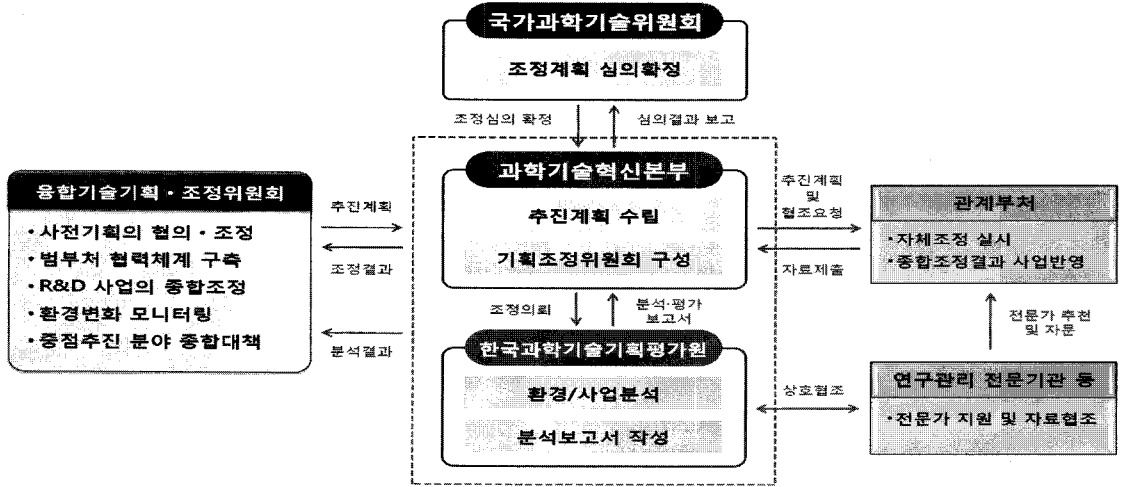 국가과학기술위원회
조정계획 심의확정
조정심의 확정
심의결과 보고
융합기술기획·조정위원회
·사전기획의 협의·조정
·범부처 협력체계 구축
·R&D 사업의 종합조정
·환경변화 모니터링
·중점추진 분야 종합대책
추진계획
조정결과
분석결과
과학기술혁신본부
추진계획 수립
기획조정위원회 구성
추진계획
및
협조요청
자료제출
관계부처
·자체조정 실시
·종합조정결과 사업반영
조정의뢰
분석·평가
보고서
전문가 추천
및 자문
한국과학기술기획평가원
환경/사업분석
분석보고서 작성
상호협조
연구관리 전문기관 등
·전문가 지원 및 자료협조